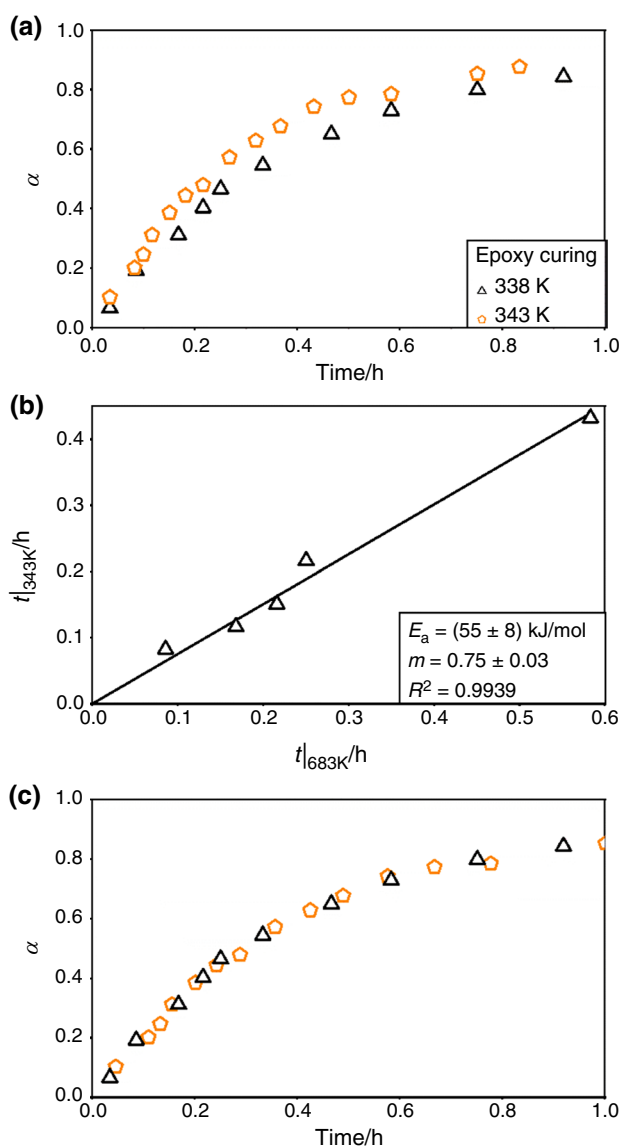 (a)
1.0
0.8
0.6
0.4
0.2
0.0
α
Epoxy curing
338 K
343 K
0.0 0.2 0.4 0.6 0.8 1.0
Time/h
(b)
0.4
0.3
0.2
0.1
0.0
t|343K/h
Ea = (55 ± 8) kJ/mol
m = 0.75 ± 0.03
R² = 0.9939
0.0 0.1 0.2 0.3 0.4 0.5 0.6
t|683K/h
(c)
1.0
0.8
0.6
0.4
0.2
0.0
α
0.0 0.2 0.4 0.6 0.8 1.0
Time/h